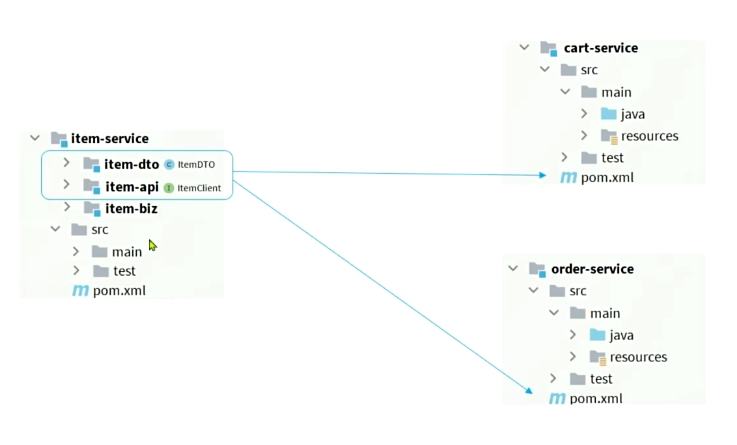 item-service
item-dto C ItemDTO
item-api I ItemClient
item-biz
src
main
test
m pom.xml
cart-service
src
main
java
resources
test
m pom.xml
order-service
src
main
java
resources
test
m pom.xml